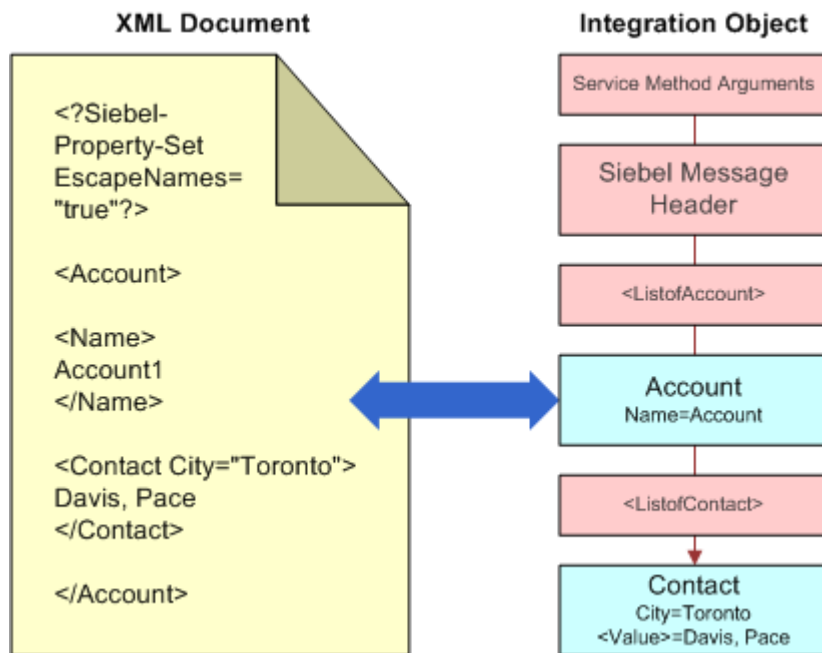 XML Document
<?Siebel-
Property-Set
EscapeNames=
"true"?>
<Account>
<Name>
Account1
</Name>
<Contact City="Toronto">
Davis, Pace
</Contact>
</Account>
Integration Object
Service Method Arguments
Siebel Message
Header
<ListofAccount>
Account
Name=Account
<ListofContact>
Contact
City=Toronto
<Value>=Davis, Pace